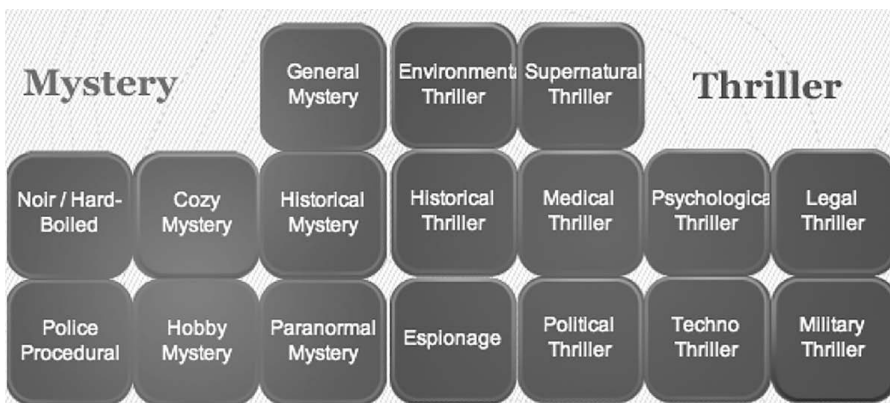 Mystery
General
Mystery
Environmenta
Thriller
Supernatural
Thriller
Thriller
Noir / Hard-
Boiled
Cozy
Mystery
Historical
Mystery
Historical
Thriller
Medical
Thriller
Psychologica
Thriller
Legal
Thriller
Police
Procedural
Hobby
Mystery
Paranormal
Mystery
Espionage
Political
Thriller
Techno
Thriller
Military
Thriller